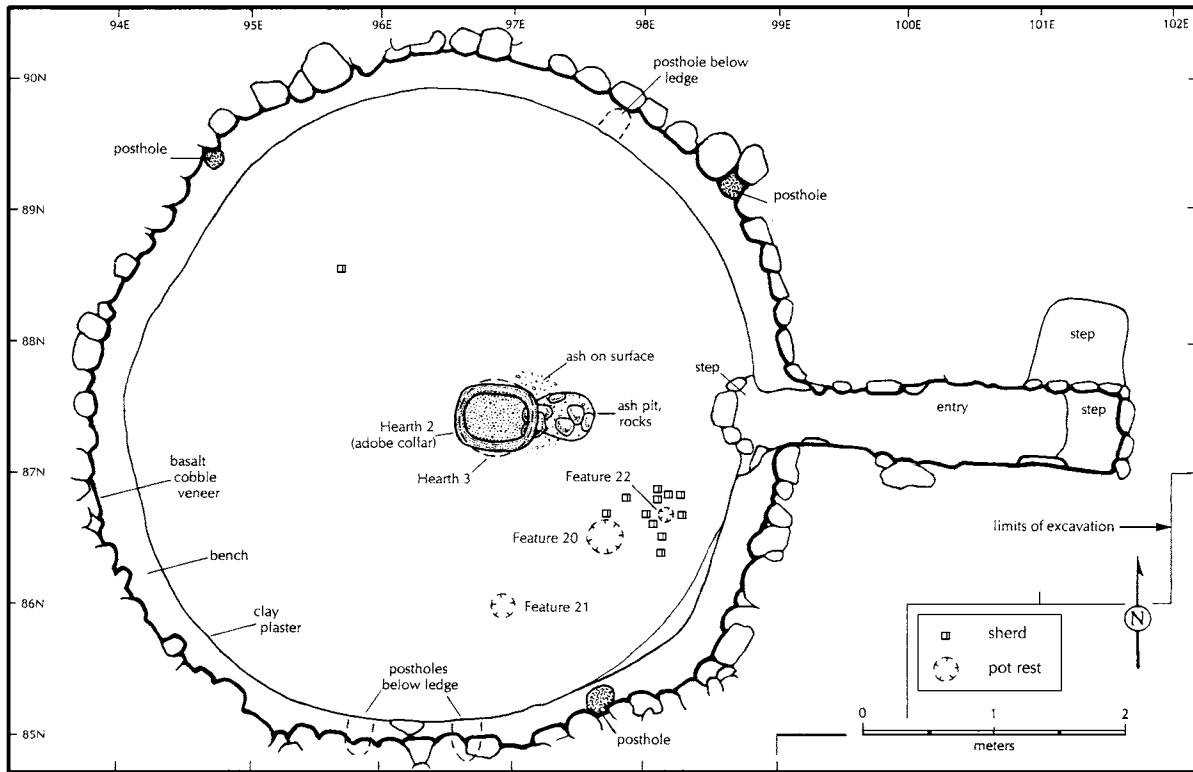 94E 95E 96E 97E 98E 99E 100E 101E 102E
90N
posthole below
ledge
posthole
posthole
89N
88N
step
ash on surface
step
entry
step
ash pit,
rocks
Hearth 2
(adobe collar)
87N
basalt
cobble
veneer
Hearth 3
Feature 22
limits of excavation
Feature 20
bench
86N
Feature 21
clay
plaster
N
sherd
pot rest
postholes
below ledge
posthole
85N
0 1 2
meters